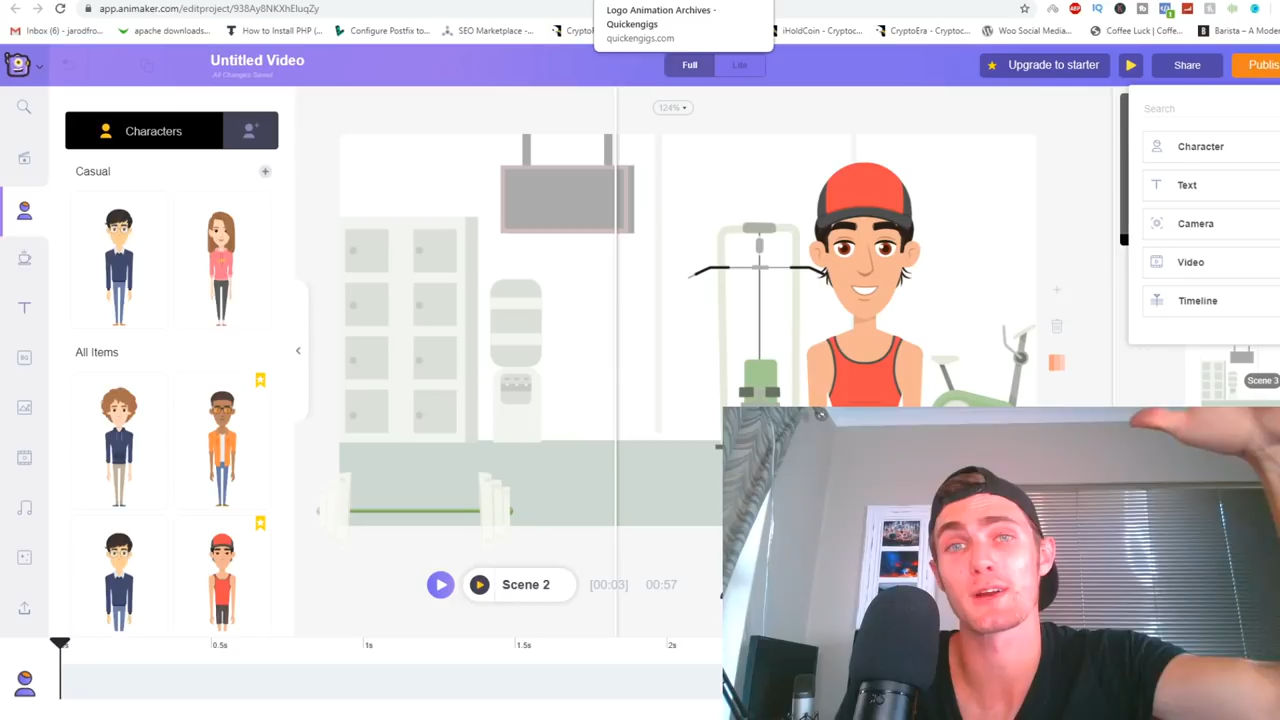 app.animaker.com/editproject/938Ay8NKXhEluqZy
Logo Animation Archives -
Quickengigs
quickengigs.com
Inbox (6) - jarodfro...
apache downloads...
How to Install PHP (...
Configure Postfix to...
SEO Marketplace -...
CryptoF
iHoldCoin - Cryptoc...
CryptoEra - Cryptoc...
Woo Social Media...
Coffee Luck | Coffe...
Barista – A Moder
Untitled Video
All Changes Saved
Full
Lite
Upgrade to starter
Share
Publis
124%
Characters
Search
Casual
Character
Text
Camera
Video
Timeline
All Items
Scene 3
BG
Scene 2
[00:03]
00:57
0.5s
1s
1.5s
2s